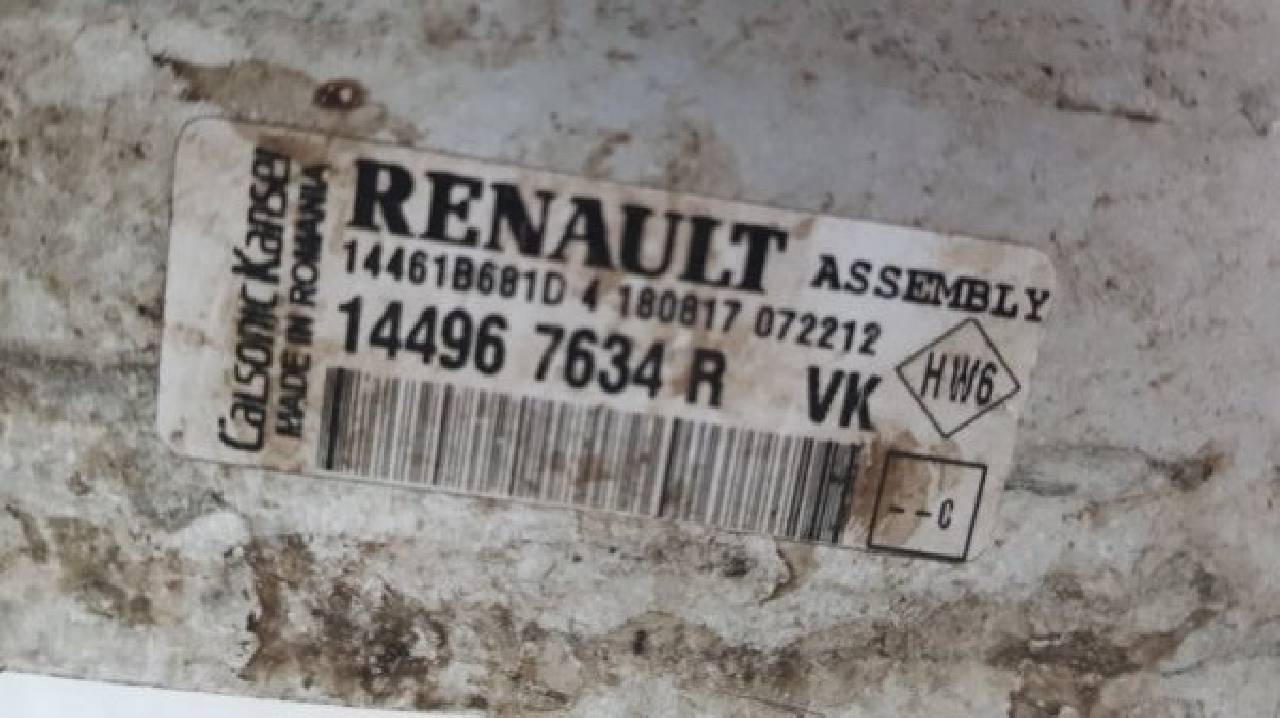 Calsonic Kansei
MADE IN ROMANIA
RENAULT ASSEMBLY
14461B681D 4 180817 072212
14496 7634 R VK
HW6
--C